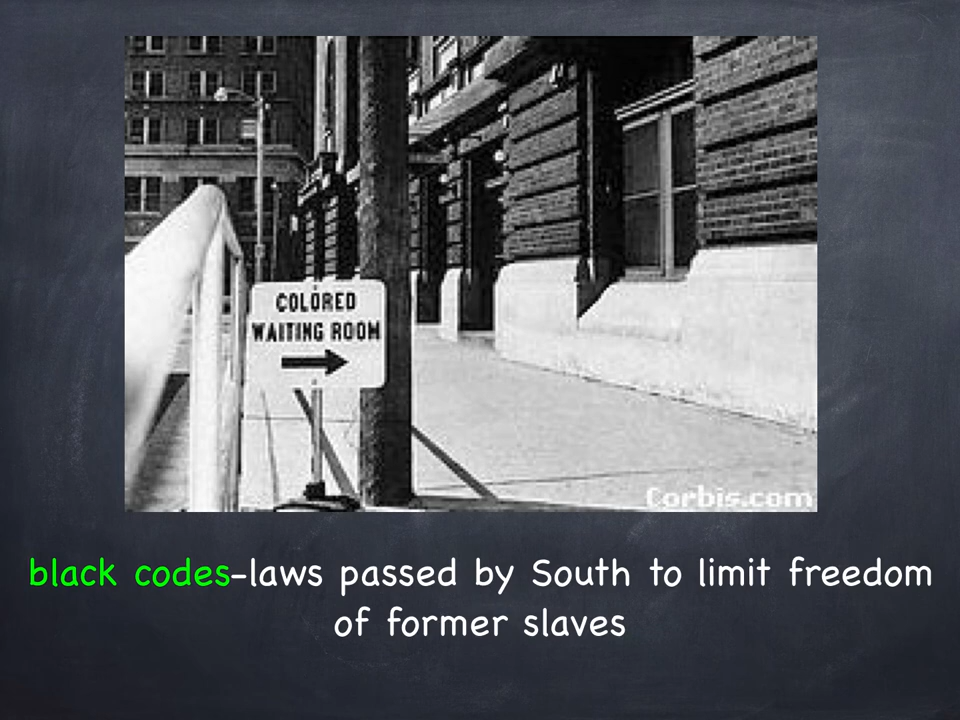 COLORED
WAITING ROOM
Corbis.com
black codes-laws passed by South to limit freedom
of former slaves